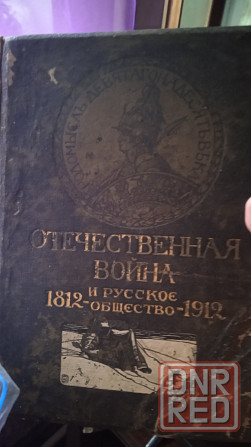 ОТЕЧЕСТВЕННАЯ
ВОЙНА
И РУССКОЕ
1812-ОБЩЕСТВО-1912
DNR
RED